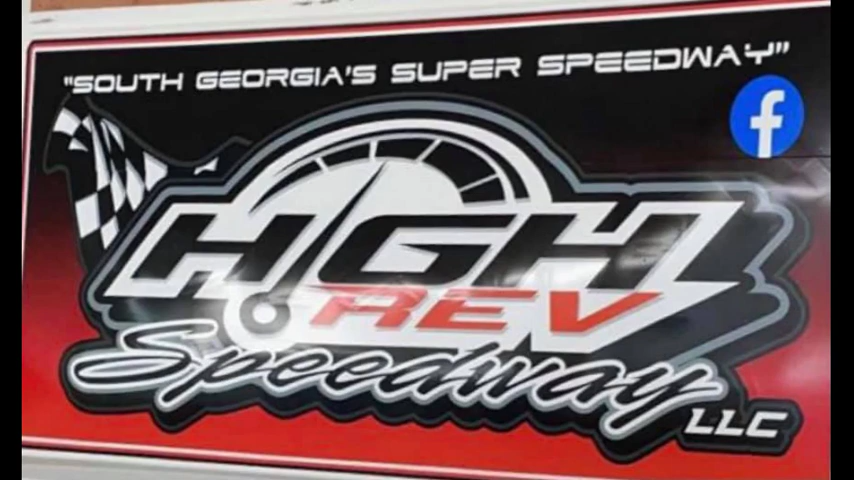 "SOUTH GEORGIA'S SUPER SPEEDWAY"
f
HIGH
REV
Speedway
LLC